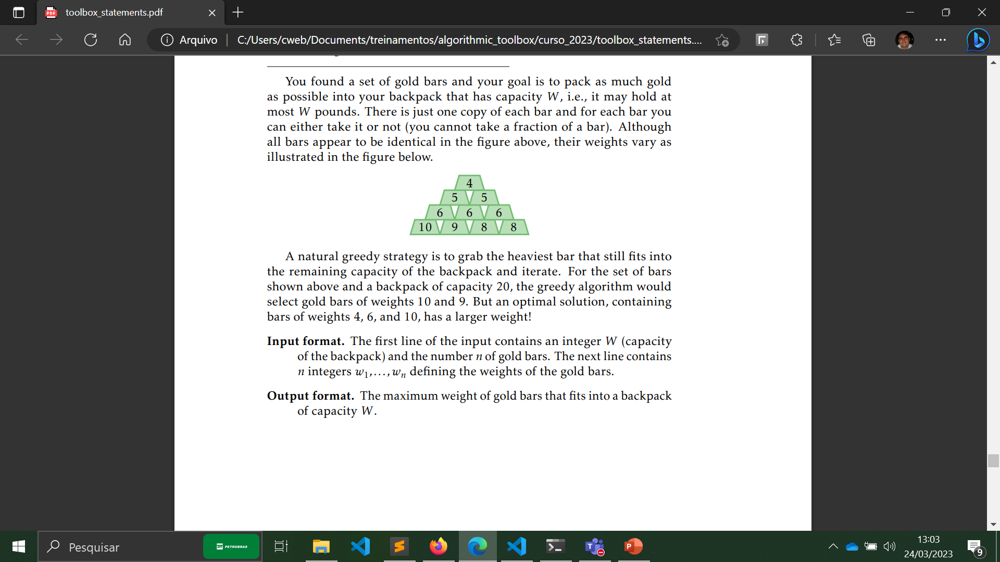 toolbox_statements.pdf
Arquivo
C:/Users/cweb/Documents/treinamentos/algorithmic_toolbox/curso_2023/toolbox_statements....
You found a set of gold bars and your goal is to pack as much gold
as possible into your backpack that has capacity W, i.e., it may hold at
most W pounds. There is just one copy of each bar and for each bar you
can either take it or not (you cannot take a fraction of a bar). Although
all bars appear to be identical in the figure above, their weights vary as
illustrated in the figure below.
4
5 5
6 6 6
10 9 8 8
A natural greedy strategy is to grab the heaviest bar that still fits into
the remaining capacity of the backpack and iterate. For the set of bars
shown above and a backpack of capacity 20, the greedy algorithm would
select gold bars of weights 10 and 9. But an optimal solution, containing
bars of weights 4, 6, and 10, has a larger weight!
Input format. The first line of the input contains an integer W (capacity
of the backpack) and the number n of gold bars. The next line contains
n integers w₁,...,wₙ defining the weights of the gold bars.
Output format. The maximum weight of gold bars that fits into a backpack
of capacity W.
Pesquisar
BR PETROBRAS
13:03
24/03/2023
9